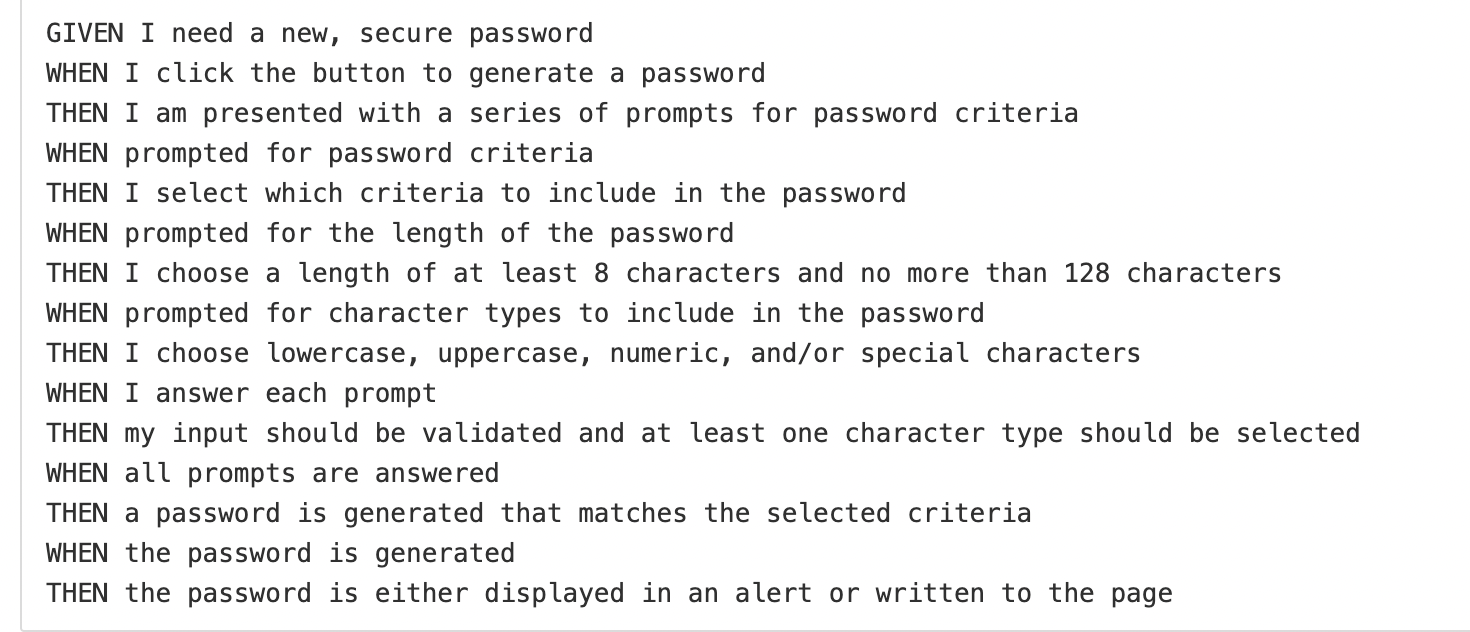 GIVEN I need a new, secure password
WHEN I click the button to generate a password
THEN I am presented with a series of prompts for password criteria
WHEN prompted for password criteria
THEN I select which criteria to include in the password
WHEN prompted for the length of the password
THEN I choose a length of at least 8 characters and no more than 128 characters
WHEN prompted for character types to include in the password
THEN I choose lowercase, uppercase, numeric, and/or special characters
WHEN I answer each prompt
THEN my input should be validated and at least one character type should be selected
WHEN all prompts are answered
THEN a password is generated that matches the selected criteria
WHEN the password is generated
THEN the password is either displayed in an alert or written to the page